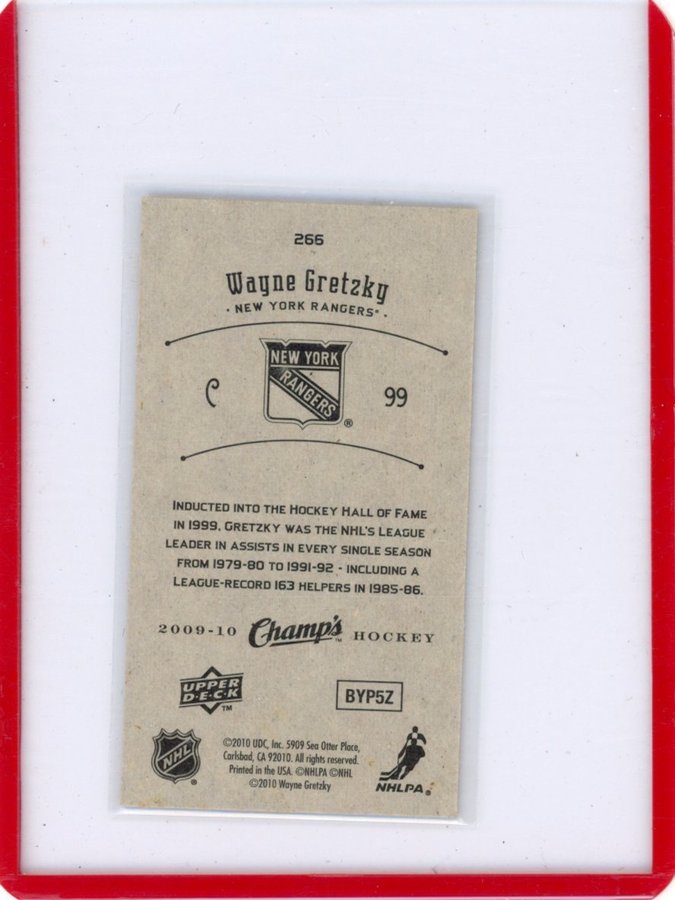 266
Wayne Gretzky
· NEW YORK RANGERS® ·
NEW YORK
RANGERS
®
C 99
INDUCTED INTO THE HOCKEY HALL OF FAME
IN 1999, GRETZKY WAS THE NHL'S LEAGUE
LEADER IN ASSISTS IN EVERY SINGLE SEASON
FROM 1979-80 TO 1991-92 - INCLUDING A
LEAGUE-RECORD 163 HELPERS IN 1985-86.
2009-10 Champ's™ HOCKEY
UPPER
D·E·C·K
™
BYP5Z
NHL
®
©2010 UDC, Inc. 5909 Sea Otter Place,
Carlsbad, CA 92010. All rights reserved.
Printed in the USA. ©NHLPA ©NHL
©2010 Wayne Gretzky
NHLPA®